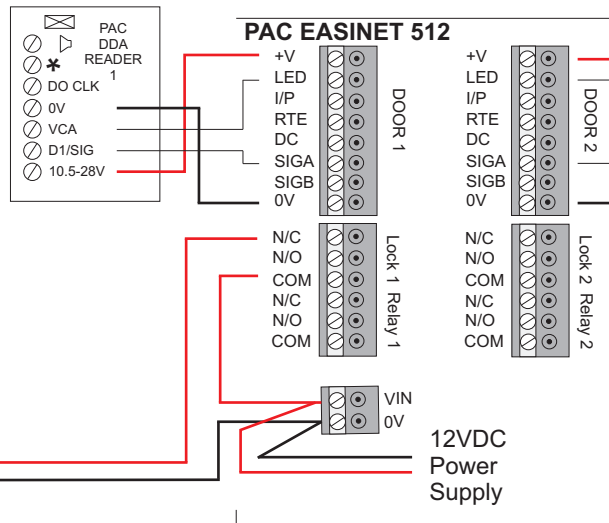 PAC EASINET 512
PAC
DDA
READER
1
*
DO CLK
0V
VCA
D1/SIG
10.5-28V
+V
LED
I/P
RTE
DC
SIGA
SIGB
0V
DOOR 1
+V
LED
I/P
RTE
DC
SIGA
SIGB
0V
DOOR 2
N/C
N/O
COM
N/C
N/O
COM
Lock 1 Relay 1
N/C
N/O
COM
N/C
N/O
COM
Lock 2 Relay 2
VIN
0V
12VDC
Power
Supply